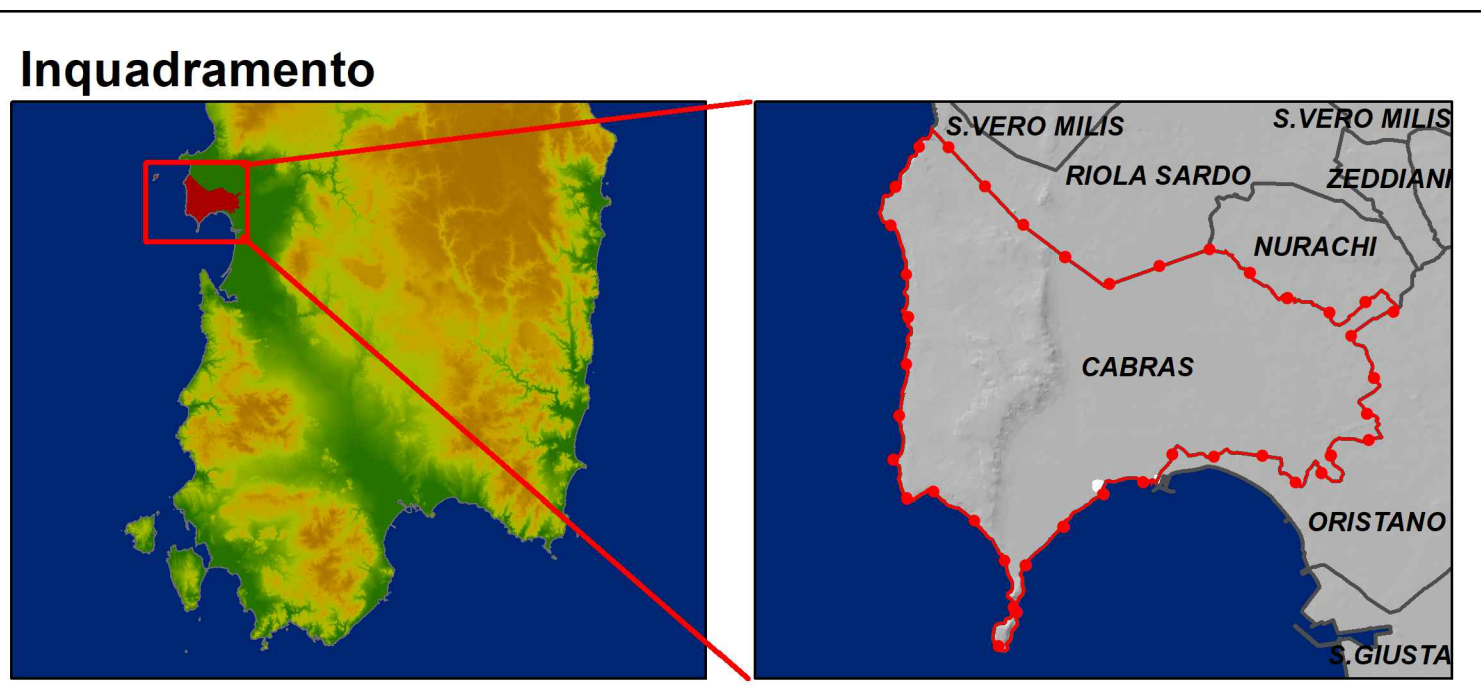 Inquadramento
S.VERO MILIS
S.VERO MILIS
RIOLA SARDO
ZEDDIANI
NURACHI
CABRAS
ORISTANO
S.GIUSTA